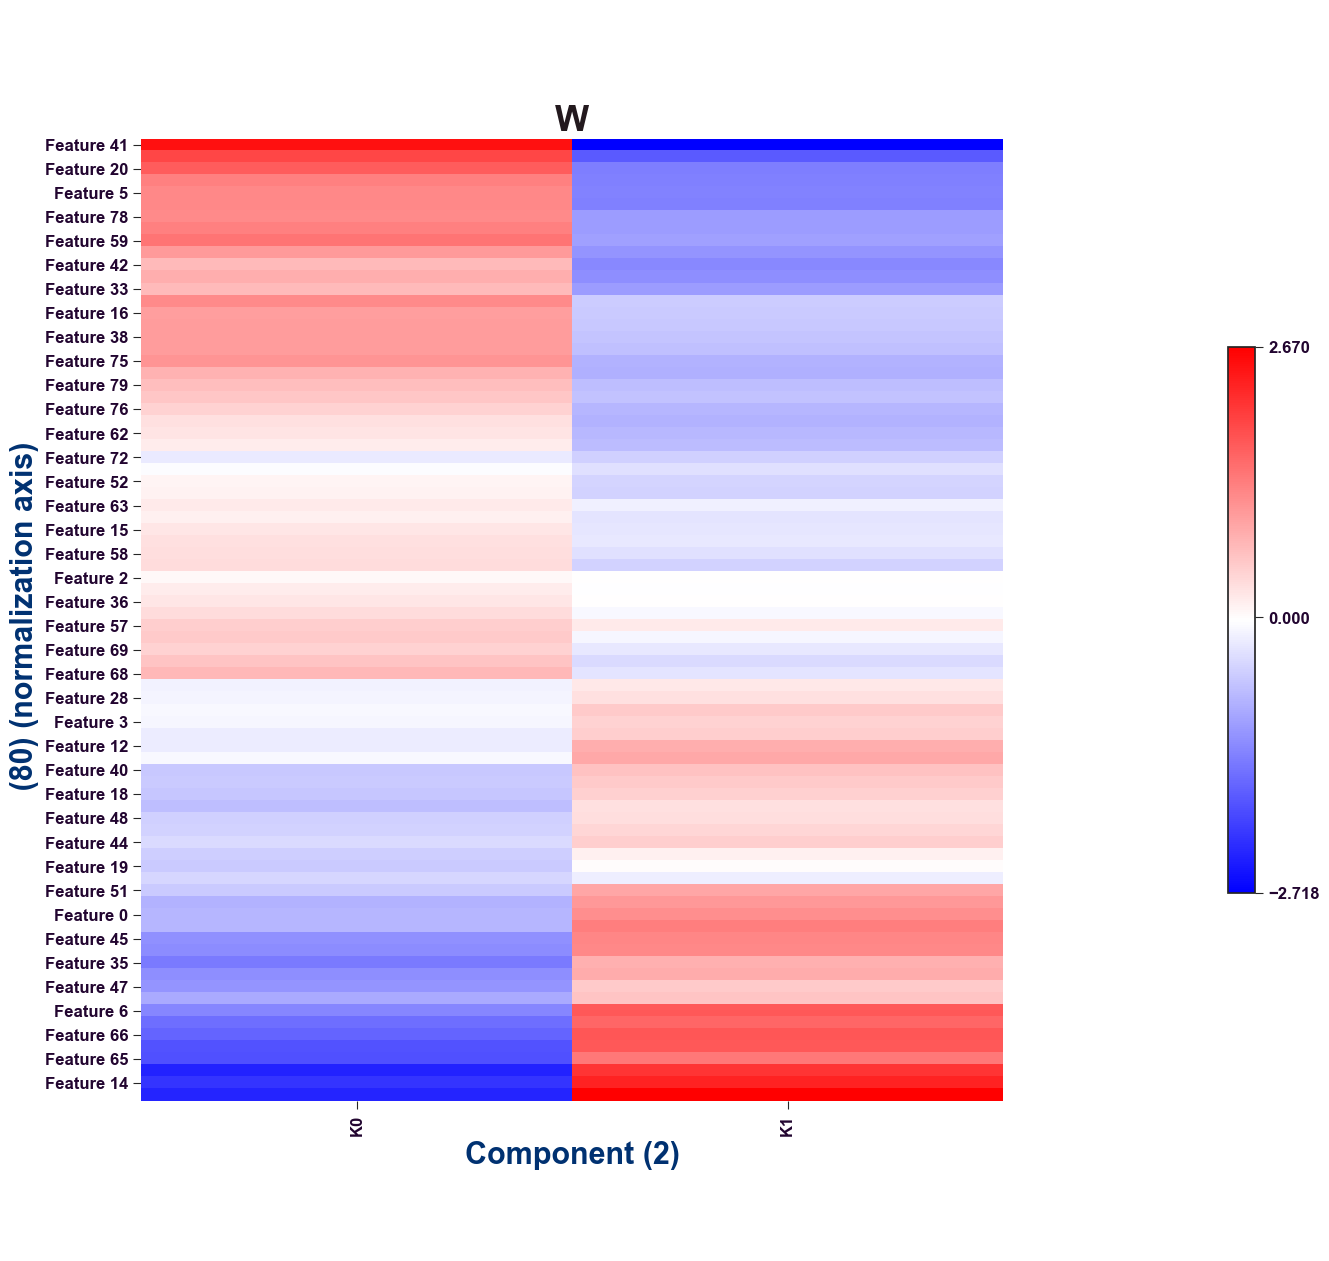 W
Feature 41
Feature 20
Feature 5
Feature 78
Feature 59
Feature 42
Feature 33
Feature 16
Feature 38
Feature 75
Feature 79
Feature 76
Feature 62
Feature 72
Feature 52
Feature 63
Feature 15
Feature 58
Feature 2
Feature 36
Feature 57
Feature 69
Feature 68
Feature 28
Feature 3
Feature 12
Feature 40
Feature 18
Feature 48
Feature 44
Feature 19
Feature 51
Feature 0
Feature 45
Feature 35
Feature 47
Feature 6
Feature 66
Feature 65
Feature 14
(80) (normalization axis)
K0
K1
Component (2)
2.670
0.000
−2.718